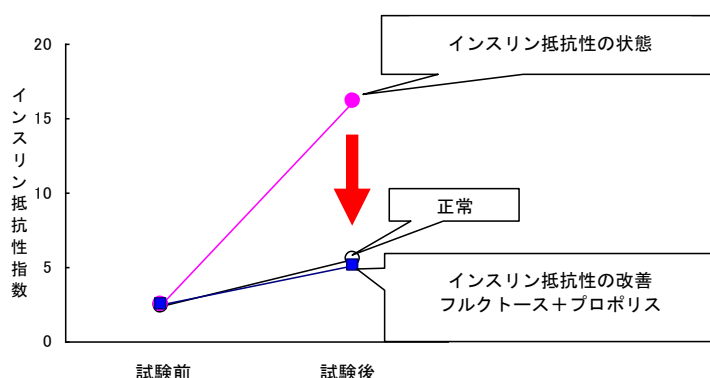 インスリン抵抗性の状態
20
15
10
5
0
インスリン抵抗性指数
正常
インスリン抵抗性の改善
フルクトース＋プロポリス
試験前
試験後